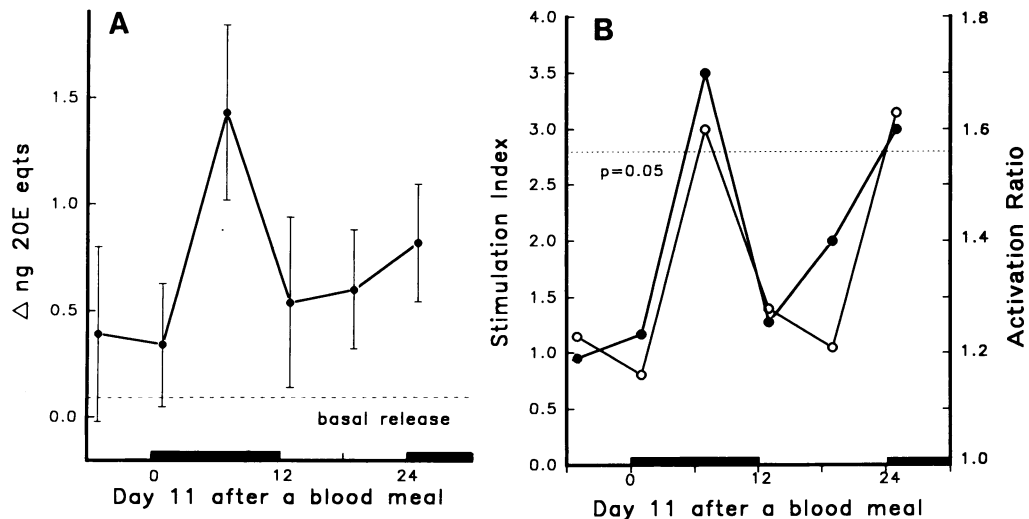 A
1.5
1.0
0.5
0.0
△ ng 20E eqts
basal release
0 12 24
Day 11 after a blood meal
B
4.0
3.5
3.0
2.5
2.0
1.5
1.0
0.5
0.0
Stimulation Index
p=0.05
1.8
1.6
1.4
1.2
1.0
Activation Ratio
0 12 24
Day 11 after a blood meal